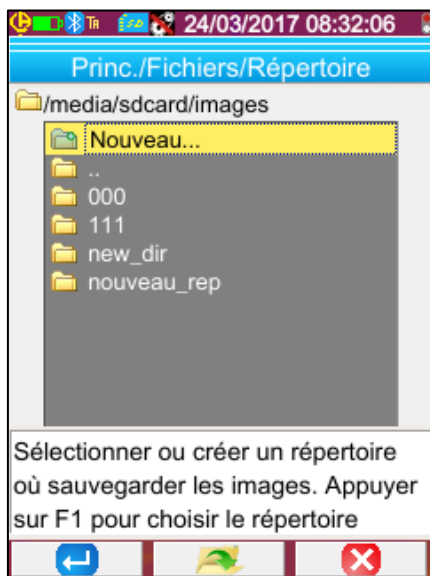 TA 24/03/2017 08:32:06
Princ./Fichiers/Répertoire
/media/sdcard/images
Nouveau...
..
000
111
new_dir
nouveau_rep
Sélectionner ou créer un répertoire
où sauvegarder les images. Appuyer
sur F1 pour choisir le répertoire